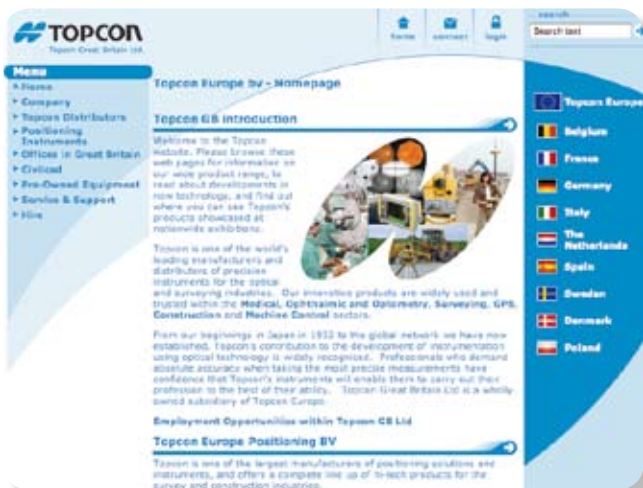 TOPCON
Topcon Great Britain Ltd.
home
contact
login
search
Search text
Menu
Home
Company
Topcon Distributors
Positioning
Instruments
Offices in Great Britain
Civilcad
Pre-Owned Equipment
Service & Support
Hire
Topcon Europe bv - Homepage
Topcon GB introduction
Welcome to the Topcon
website. Please browse these
web pages for information on
our wide product range, to
read about developments in
new technology, and find out
where you can see Topcon's
products showcased at
nationwide exhibitions.
Topcon is one of the world's
leading manufacturers and
distributors of precision
instruments for the optical
and surveying industries. Our innovative products are widely used and
trusted within the Medical, Ophthalmic and Optometry, Surveying, GPS,
Construction and Machine Control sectors.
From our beginnings in Japan in 1932 to the global network we have now
established, Topcon's contribution to the development of instrumentation
using optical technology is widely recognised. Professionals who demand
absolute accuracy when taking the most precise measurements have
confidence that Topcon's instruments will enable them to carry out their
profession to the best of their ability. Topcon Great Britain Ltd is a wholly
owned subsidiary of Topcon Europe.
Employment Opportunities within Topcon GB Ltd
Topcon Europe Positioning BV
Topcon is one of the largest manufacturers of positioning solutions and
instruments, and offers a complete line up of hi-tech products for the
survey and construction industries.
Topcon Europe
Belgium
France
Germany
Italy
The
Netherlands
Spain
Sweden
Denmark
Poland